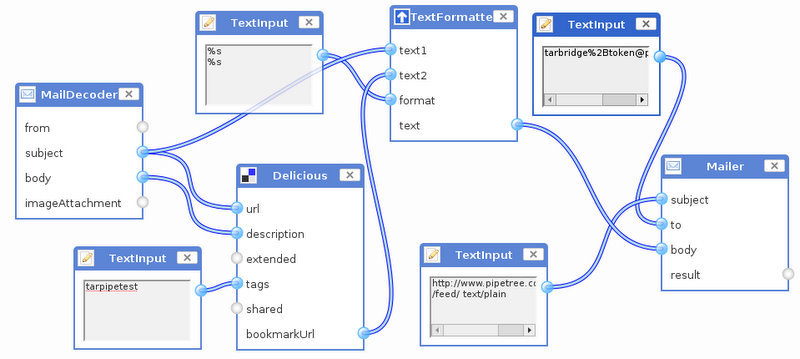 TextInput
%s
%s
TextFormatte
text1
text2
format
text
TextInput
tarbridge%2Btoken@p
MailDecoder
from
subject
body
imageAttachment
Delicious
url
description
extended
tags
shared
bookmarkUrl
Mailer
subject
to
body
result
TextInput
tarpipetest
TextInput
http://www.pipetree.co
/feed/ text/plain